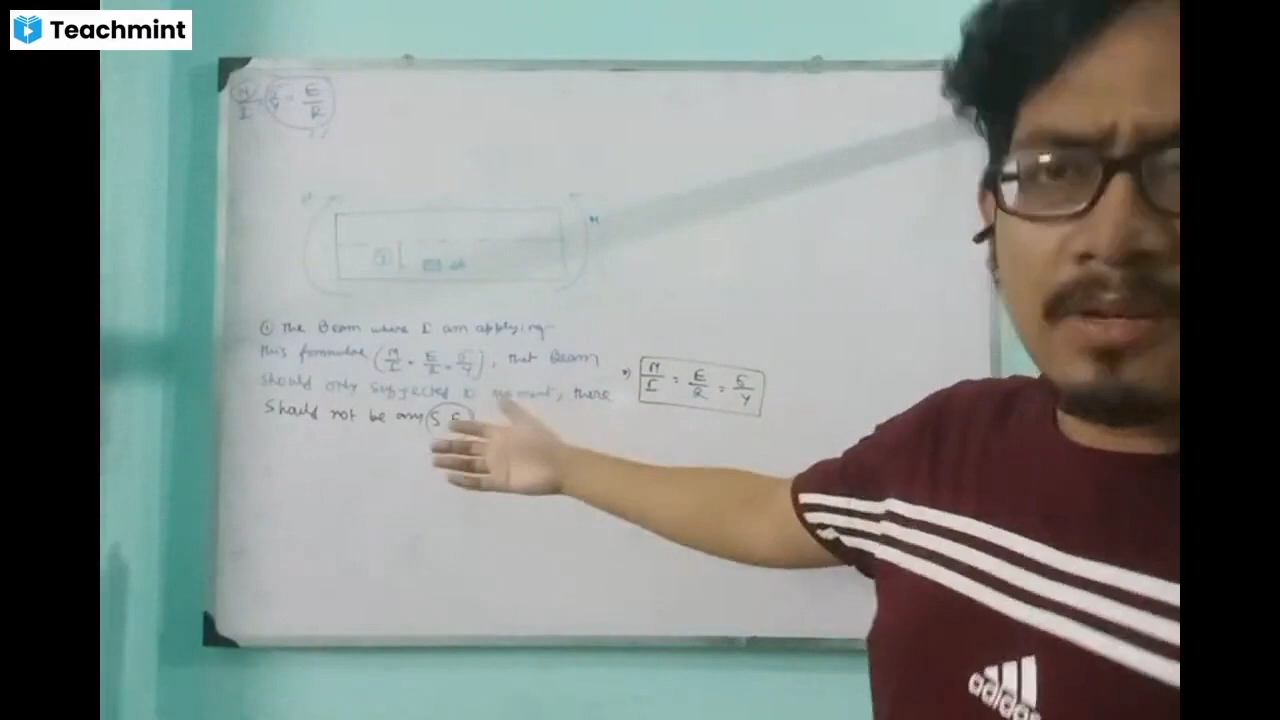 Teachmint
M/I σ/y = E/R
M
① The Beam where I am applying
this formulae (M/I = E/R = σ/y), that Beam
should only subjected to moment, there
should not be any S.F
M/I = E/R = σ/y
adidas